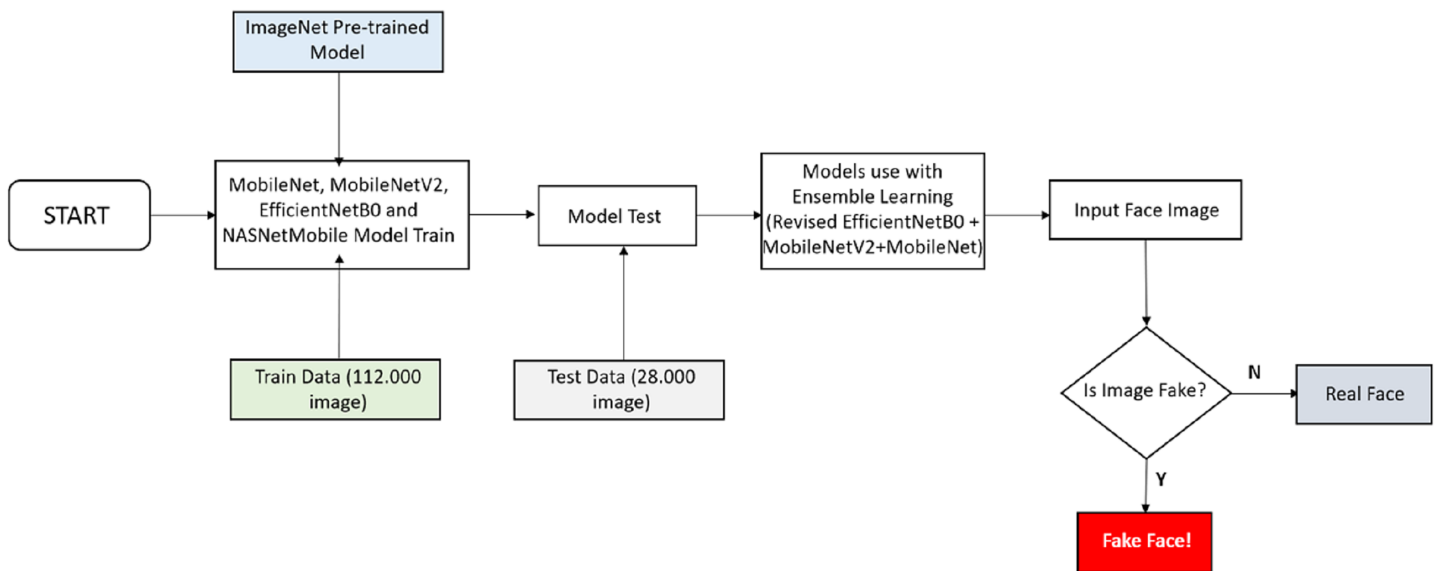 ImageNet Pre-trained
Model
START
MobileNet, MobileNetV2,
EfficientNetB0 and
NASNetMobile Model Train
Model Test
Models use with
Ensemble Learning
(Revised EfficientNetB0 +
MobileNetV2+MobileNet)
Input Face Image
Train Data (112.000
image)
Test Data (28.000
image)
Is Image Fake?
N
Real Face
Y
Fake Face!